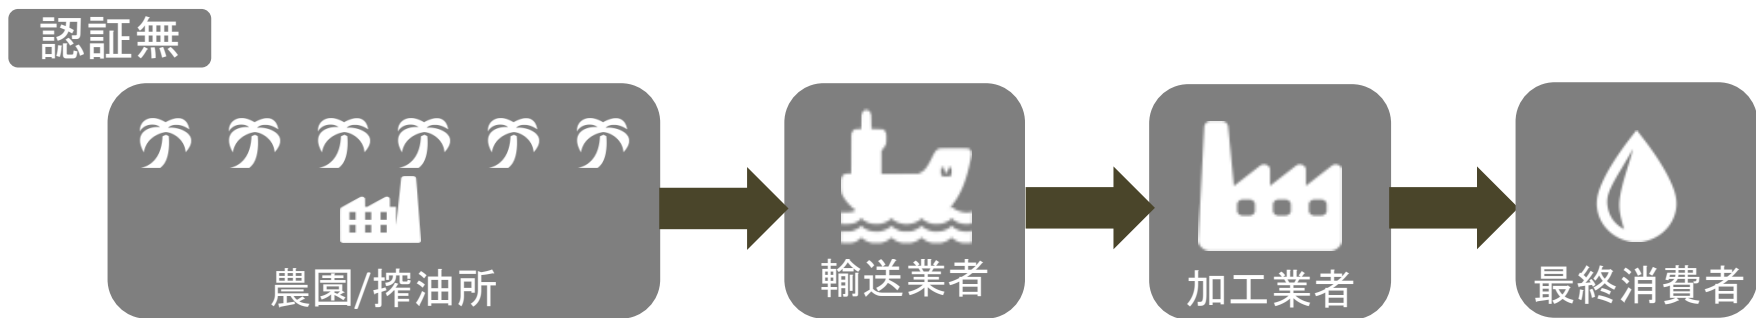 認証無
農園/搾油所
輸送業者
加工業者
最終消費者